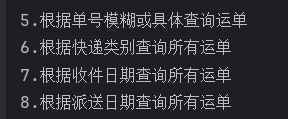 5.根据单号模糊或具体查询运单
6.根据快递类别查询所有运单
7.根据收件日期查询所有运单
8.根据派送日期查询所有运单